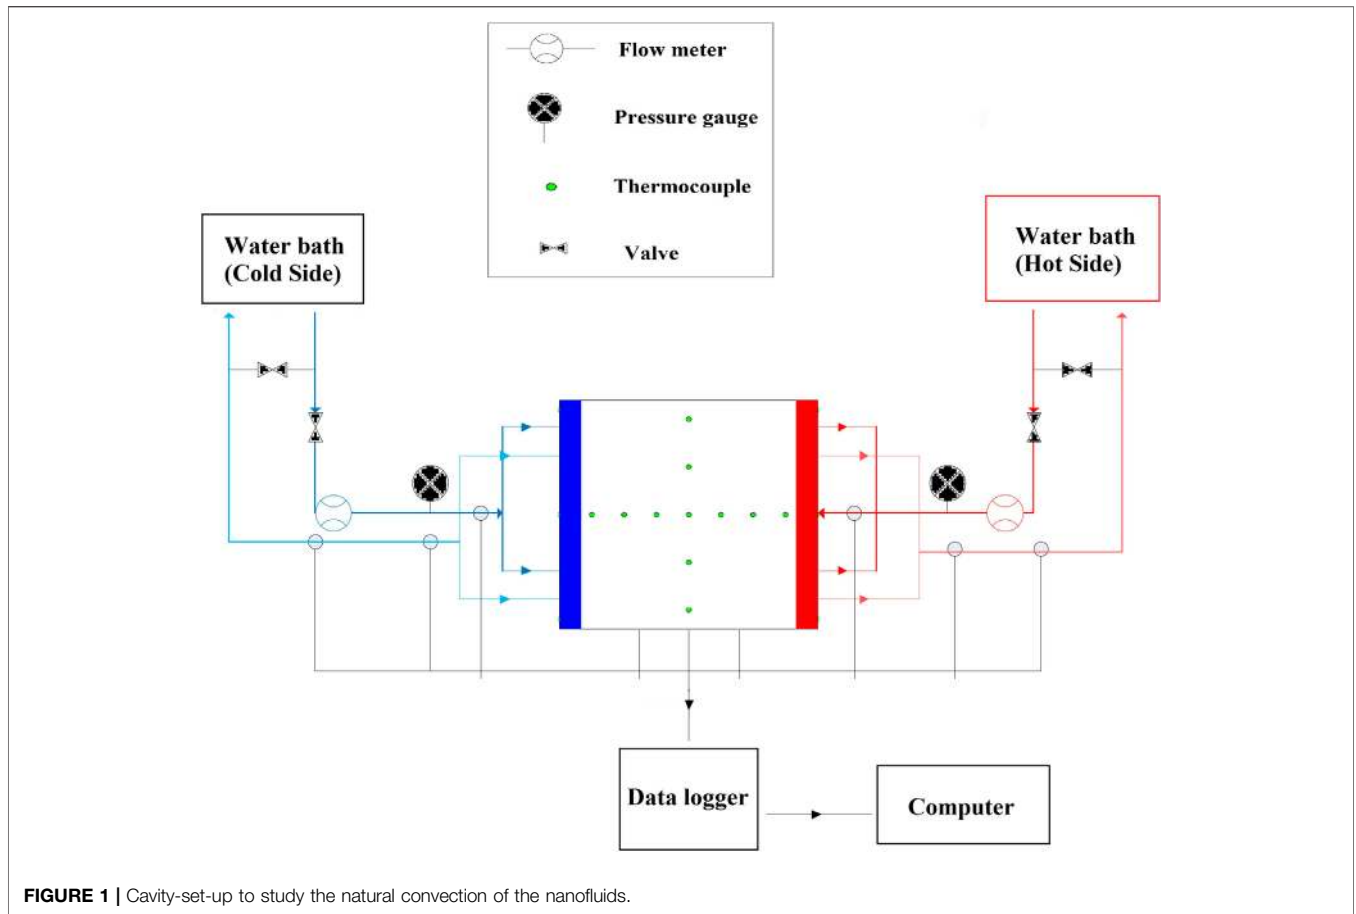 Flow meter
Pressure gauge
Thermocouple
Valve
Water bath
(Cold Side)
Water bath
(Hot Side)
Data logger
Computer
FIGURE 1 | Cavity-set-up to study the natural convection of the nanofluids.